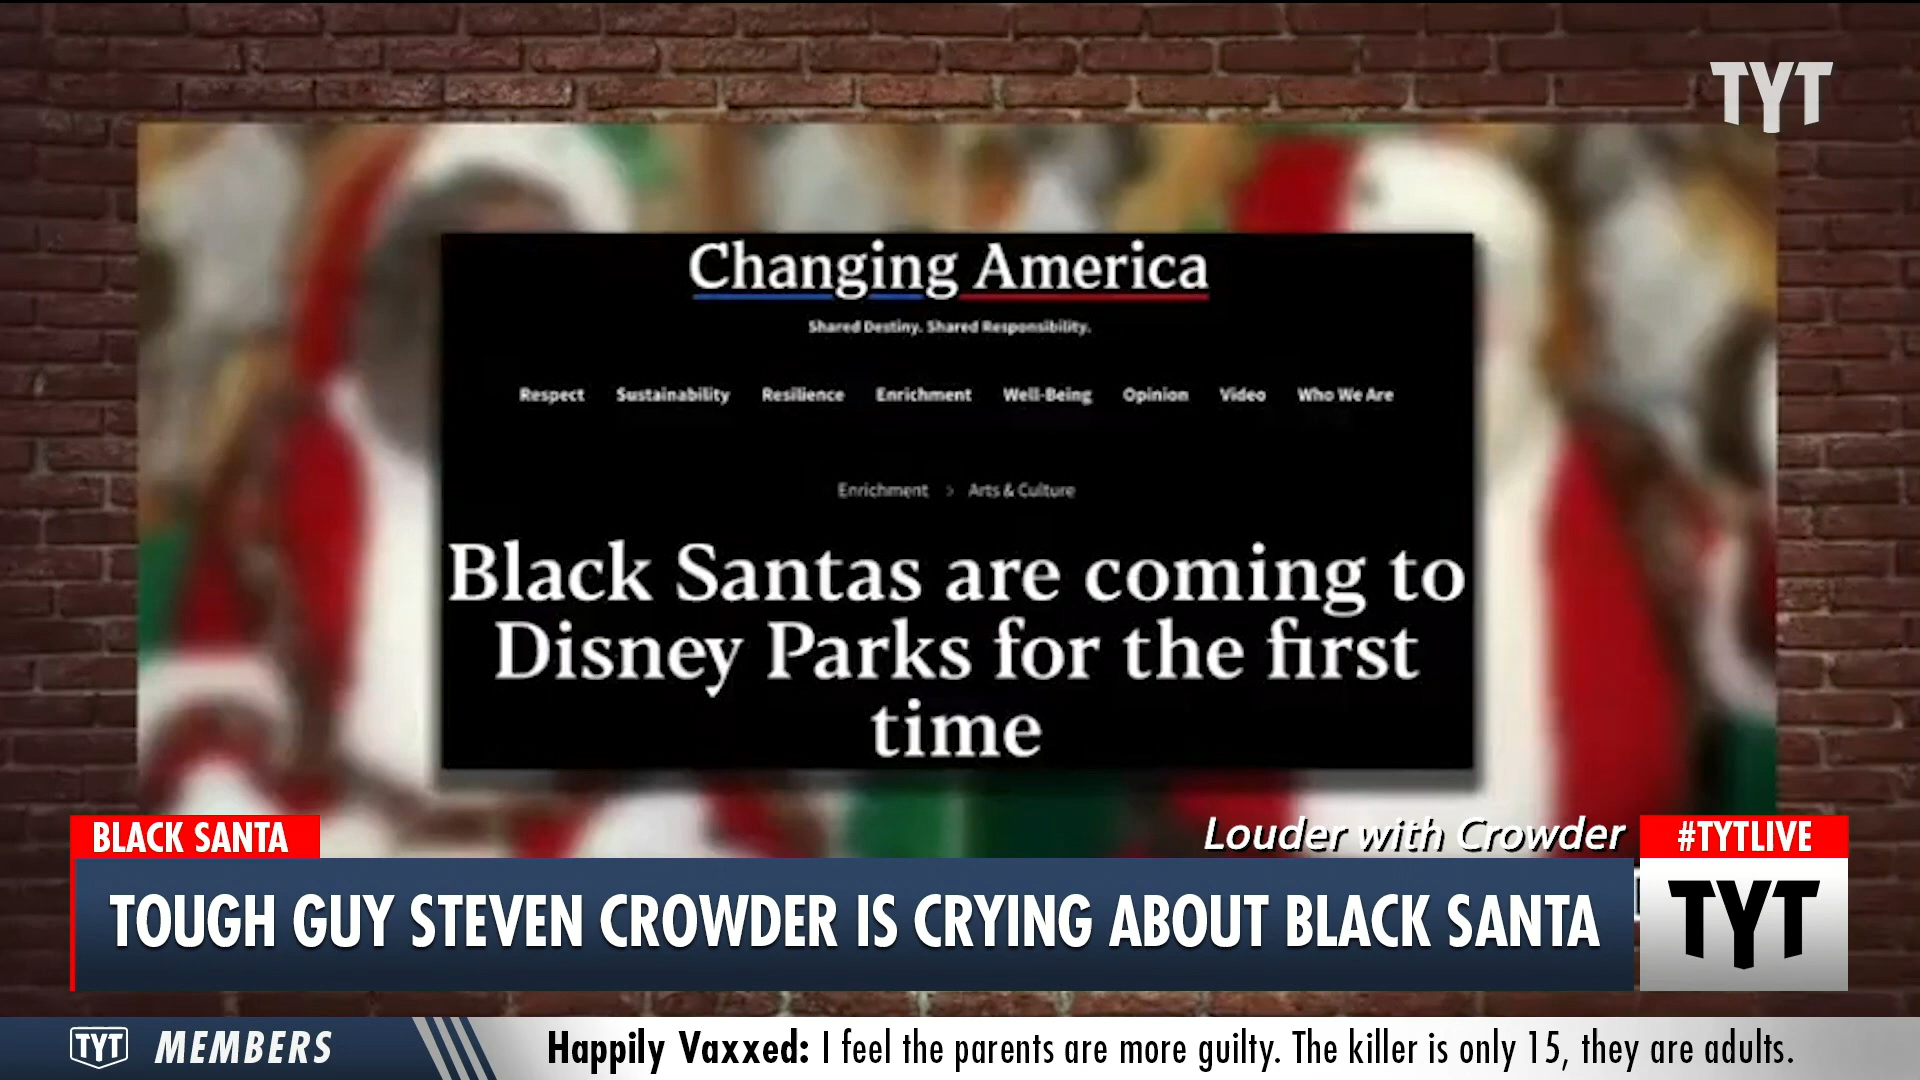 TYT
Changing America
Shared Destiny. Shared Responsibility.
Respect Sustainability Resilience Enrichment Well-Being Opinion Video Who We Are
Enrichment > Arts & Culture
Black Santas are coming to
Disney Parks for the first
time
BLACK SANTA
Louder with Crowder
#TYTLIVE
TOUGH GUY STEVEN CROWDER IS CRYING ABOUT BLACK SANTA
TYT
TYT MEMBERS
Happily Vaxxed: I feel the parents are more guilty. The killer is only 15, they are adults.